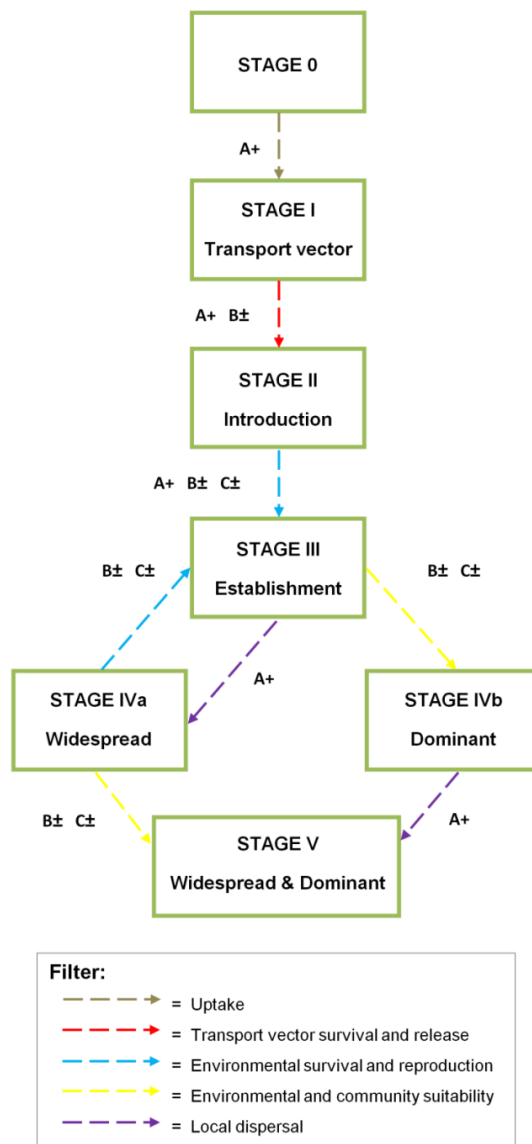 STAGE 0
A+
STAGE I
Transport vector
A+ B±
STAGE II
Introduction
A+ B± C±
STAGE III
Establishment
B± C±
B± C±
A+
STAGE IVa
Widespread
STAGE IVb
Dominant
B± C±
A+
STAGE V
Widespread & Dominant
Filter:
= Uptake
= Transport vector survival and release
= Environmental survival and reproduction
= Environmental and community suitability
= Local dispersal